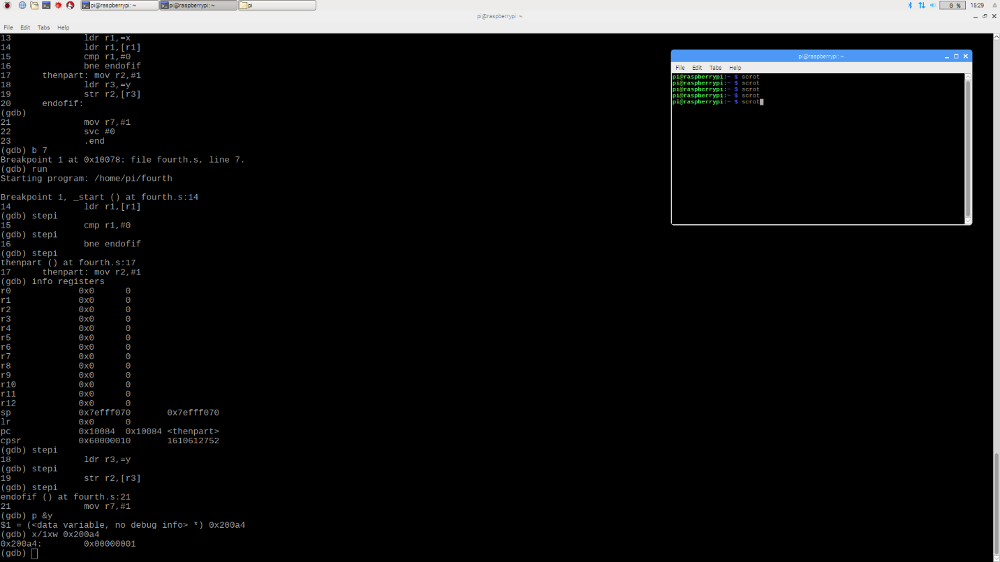 pi@raspberrypi: ~ pi@raspberrypi: ~ pi 0 % 15:29
pi@raspberrypi: ~
File Edit Tabs Help
13 ldr r1,=x
14 ldr r1,[r1]
15 cmp r1,#0
16 bne endofif
17 thenpart: mov r2,#1
18 ldr r3,=y
19 str r2,[r3]
20 endofif:
(gdb)
21 mov r7,#1
22 svc #0
23 .end
(gdb) b 7
Breakpoint 1 at 0x10078: file fourth.s, line 7.
(gdb) run
Starting program: /home/pi/fourth
Breakpoint 1, _start () at fourth.s:14
14 ldr r1,[r1]
(gdb) stepi
15 cmp r1,#0
(gdb) stepi
16 bne endofif
(gdb) stepi
thenpart () at fourth.s:17
17 thenpart: mov r2,#1
(gdb) info registers
r0 0x0 0
r1 0x0 0
r2 0x0 0
r3 0x0 0
r4 0x0 0
r5 0x0 0
r6 0x0 0
r7 0x0 0
r8 0x0 0
r9 0x0 0
r10 0x0 0
r11 0x0 0
r12 0x0 0
sp 0x7efff070 0x7efff070
lr 0x0 0
pc 0x10084 0x10084 <thenpart>
cpsr 0x60000010 1610612752
(gdb) stepi
18 ldr r3,=y
(gdb) stepi
19 str r2,[r3]
(gdb) stepi
endofif () at fourth.s:21
21 mov r7,#1
(gdb) p &y
$1 = (<data variable, no debug info> *) 0x200a4
(gdb) x/1xw 0x200a4
0x200a4: 0x00000001
(gdb)
pi@raspberrypi: ~
File Edit Tabs Help
pi@raspberrypi:~ $ scrot
pi@raspberrypi:~ $ scrot
pi@raspberrypi:~ $ scrot
pi@raspberrypi:~ $ scrot
pi@raspberrypi:~ $ scrot